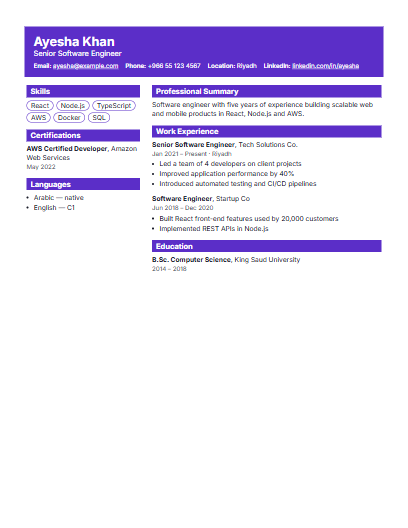 Ayesha Khan
Senior Software Engineer
Email: ayesha@example.com Phone: +966 55 123 4567 Location: Riyadh LinkedIn: linkedin.com/in/ayesha
Skills
React Node.js TypeScript
AWS Docker SQL
Certifications
AWS Certified Developer, Amazon
Web Services
May 2022
Languages
• Arabic — native
• English — C1
Professional Summary
Software engineer with five years of experience building scalable web
and mobile products in React, Node.js and AWS.
Work Experience
Senior Software Engineer, Tech Solutions Co.
Jan 2021 – Present · Riyadh
• Led a team of 4 developers on client projects
• Improved application performance by 40%
• Introduced automated testing and CI/CD pipelines
Software Engineer, Startup Co
Jun 2018 – Dec 2020
• Built React front-end features used by 20,000 customers
• Implemented REST APIs in Node.js
Education
B.Sc. Computer Science, King Saud University
2014 – 2018